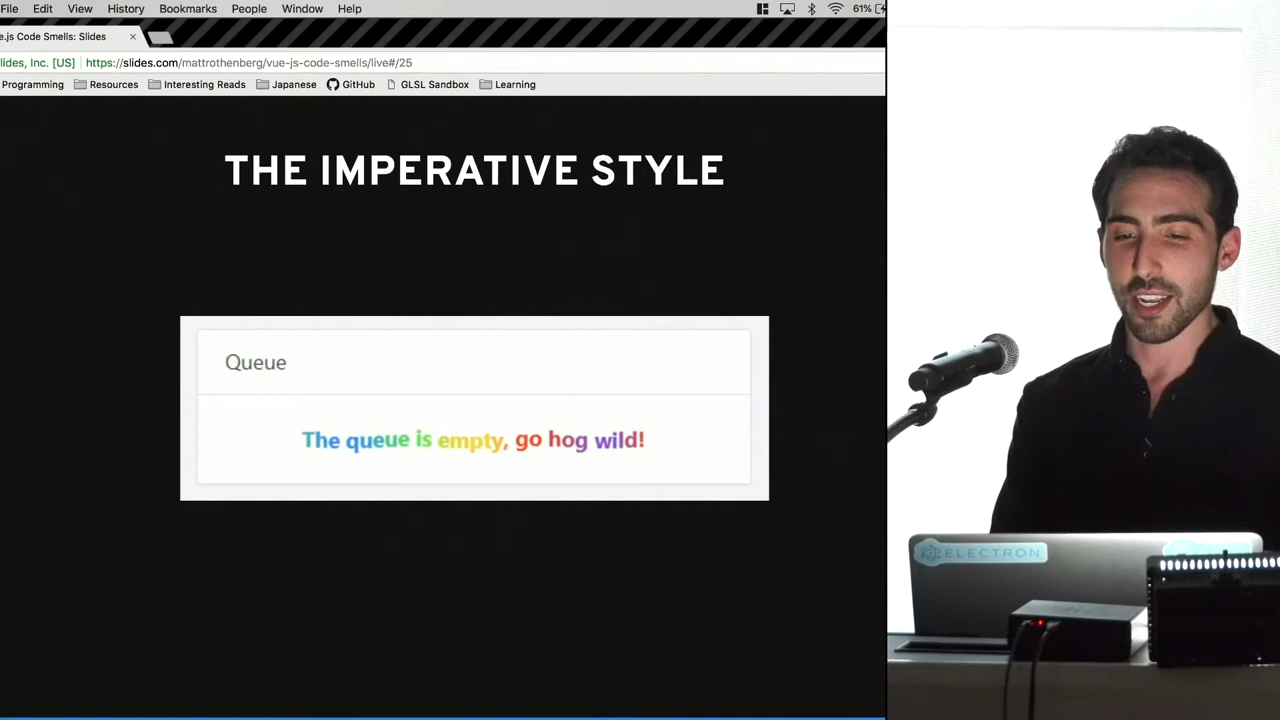 File Edit View History Bookmarks People Window Help 61%
e.js Code Smells: Slides ×
lides, Inc. [US] https://slides.com/mattrothenberg/vue-js-code-smells/live#/25
Programming Resources Interesting Reads Japanese GitHub GLSL Sandbox Learning
THE IMPERATIVE STYLE
Queue
The queue is empty, go hog wild!
ELECTRON